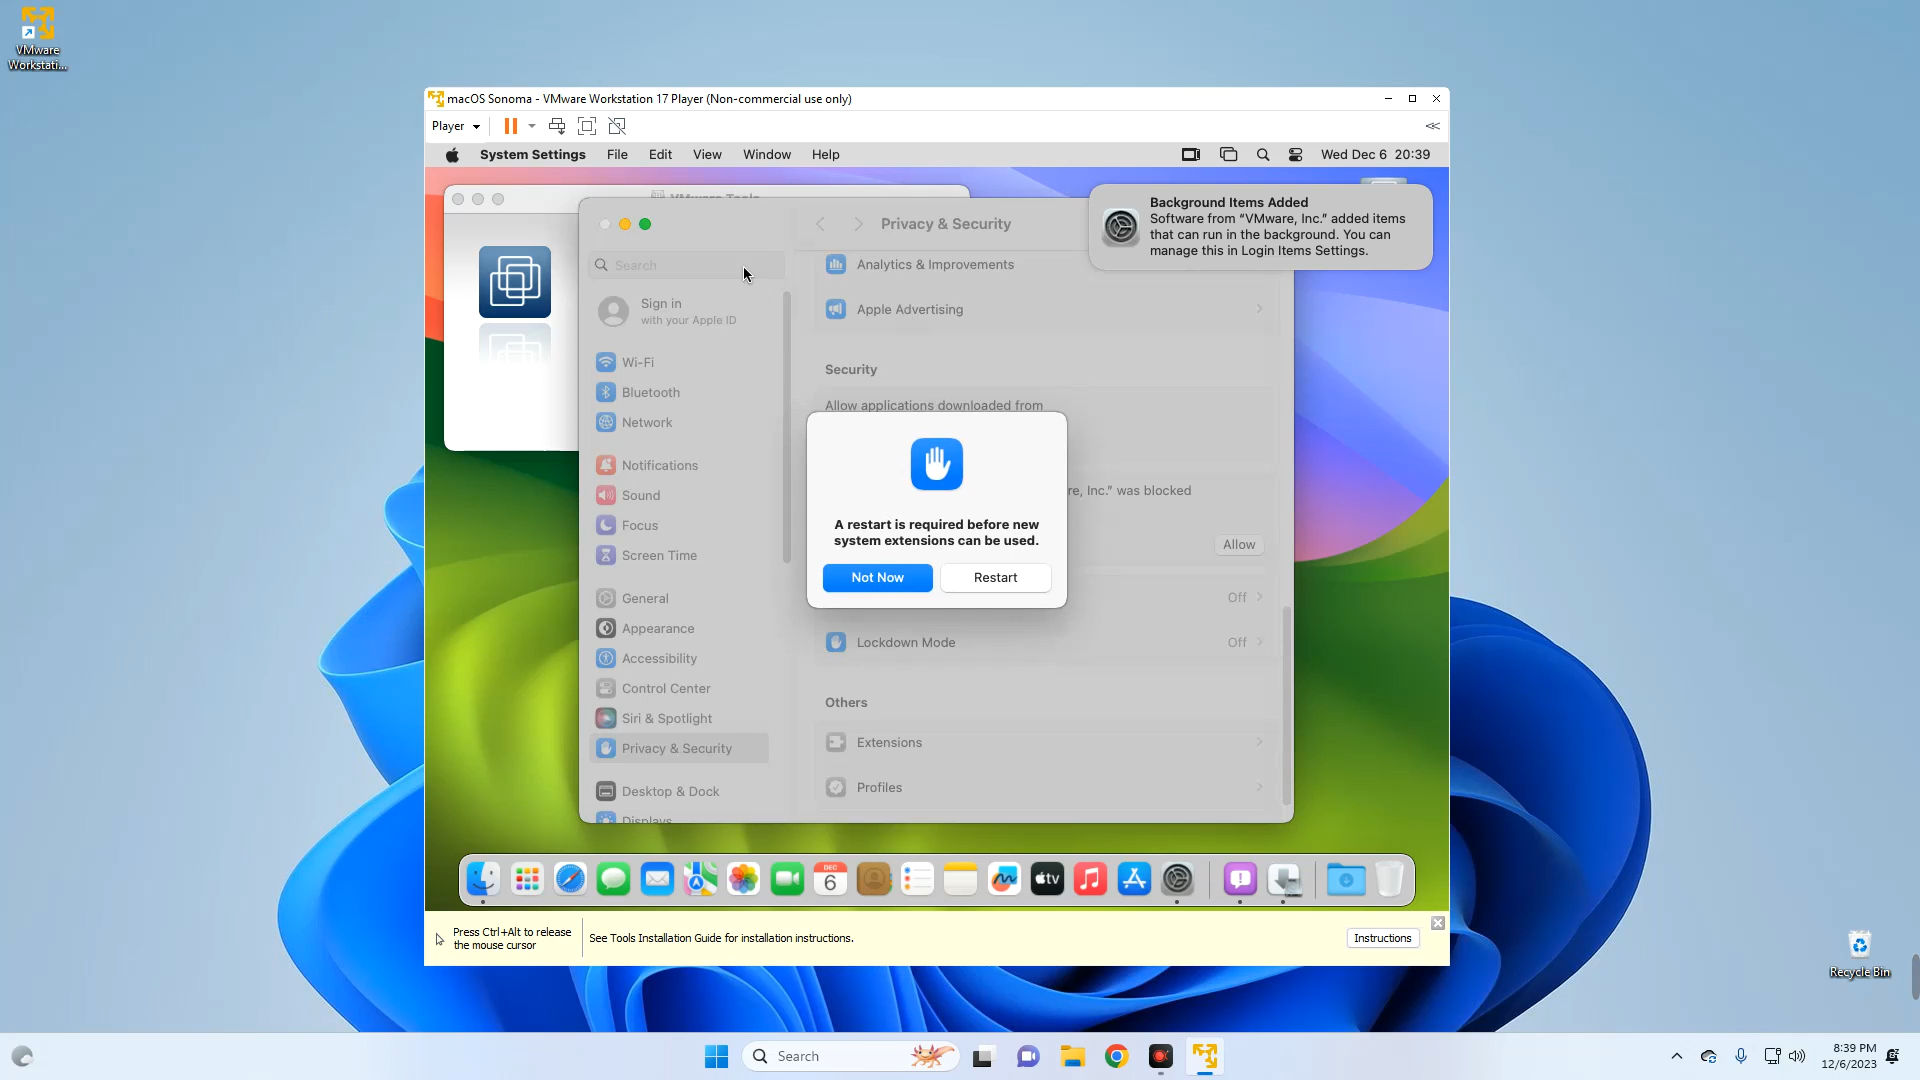 VMware
Workstati...
macOS Sonoma - VMware Workstation 17 Player (Non-commercial use only)
Player
System Settings File Edit View Window Help
Wed Dec 6 20:39
VMware Tools
Background Items Added
Software from “VMware, Inc.” added items
that can run in the background. You can
manage this in Login Items Settings.
Privacy & Security
Search
Sign in
with your Apple ID
Wi-Fi
Bluetooth
Network
Notifications
Sound
Focus
Screen Time
General
Appearance
Accessibility
Control Center
Siri & Spotlight
Privacy & Security
Desktop & Dock
Displays
Analytics & Improvements
Apple Advertising
Security
Allow applications downloaded from
re, Inc.” was blocked
Allow
Off
Lockdown Mode
Off
Others
Extensions
Profiles
A restart is required before new
system extensions can be used.
Not Now
Restart
DEC
6
tv
Press Ctrl+Alt to release
the mouse cursor
See Tools Installation Guide for installation instructions.
Instructions
Recycle Bin
Search
8:39 PM
12/6/2023